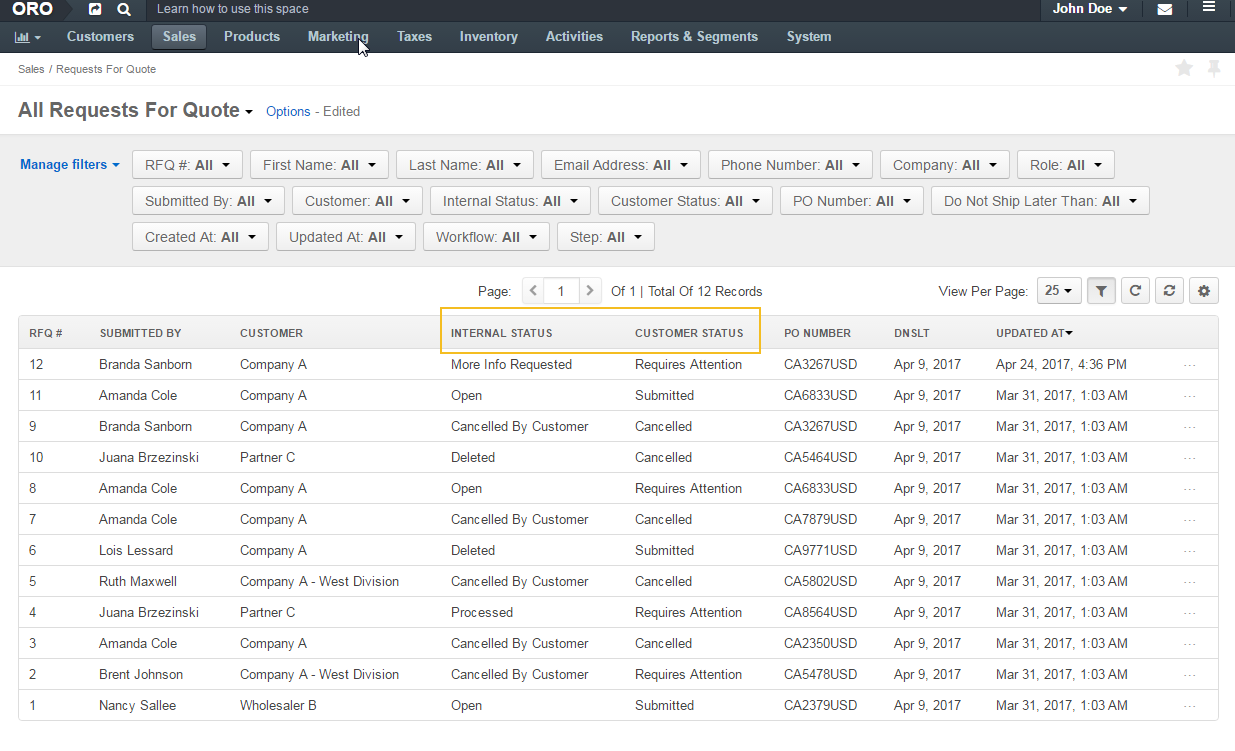 ORO Learn how to use this space John Doe
Customers Sales Products Marketing Taxes Inventory Activities Reports & Segments System
Sales / Requests For Quote
All Requests For Quote Options - Edited
Manage filters RFQ #: All First Name: All Last Name: All Email Address: All Phone Number: All Company: All Role: All
Submitted By: All Customer: All Internal Status: All Customer Status: All PO Number: All Do Not Ship Later Than: All
Created At: All Updated At: All Workflow: All Step: All
Page: 1 Of 1 | Total Of 12 Records View Per Page: 25
RFQ # SUBMITTED BY CUSTOMER INTERNAL STATUS CUSTOMER STATUS PO NUMBER DNSLT UPDATED AT
12 Branda Sanborn Company A More Info Requested Requires Attention CA3267USD Apr 9, 2017 Apr 24, 2017, 4:36 PM ...
11 Amanda Cole Company A Open Submitted CA6833USD Apr 9, 2017 Mar 31, 2017, 1:03 AM ...
9 Branda Sanborn Company A Cancelled By Customer Cancelled CA3267USD Apr 9, 2017 Mar 31, 2017, 1:03 AM ...
10 Juana Brzezinski Partner C Deleted Cancelled CA5464USD Apr 9, 2017 Mar 31, 2017, 1:03 AM ...
8 Amanda Cole Company A Open Requires Attention CA6833USD Apr 9, 2017 Mar 31, 2017, 1:03 AM ...
7 Amanda Cole Company A Cancelled By Customer Cancelled CA7879USD Apr 9, 2017 Mar 31, 2017, 1:03 AM ...
6 Lois Lessard Company A Deleted Submitted CA9771USD Apr 9, 2017 Mar 31, 2017, 1:03 AM ...
5 Ruth Maxwell Company A - West Division Cancelled By Customer Cancelled CA5802USD Apr 9, 2017 Mar 31, 2017, 1:03 AM ...
4 Juana Brzezinski Partner C Processed Requires Attention CA8564USD Apr 9, 2017 Mar 31, 2017, 1:03 AM ...
3 Amanda Cole Company A Cancelled By Customer Cancelled CA2350USD Apr 9, 2017 Mar 31, 2017, 1:03 AM ...
2 Brent Johnson Company A - West Division Cancelled By Customer Requires Attention CA5478USD Apr 9, 2017 Mar 31, 2017, 1:03 AM ...
1 Nancy Sallee Wholesaler B Open Submitted CA2379USD Apr 9, 2017 Mar 31, 2017, 1:03 AM ...